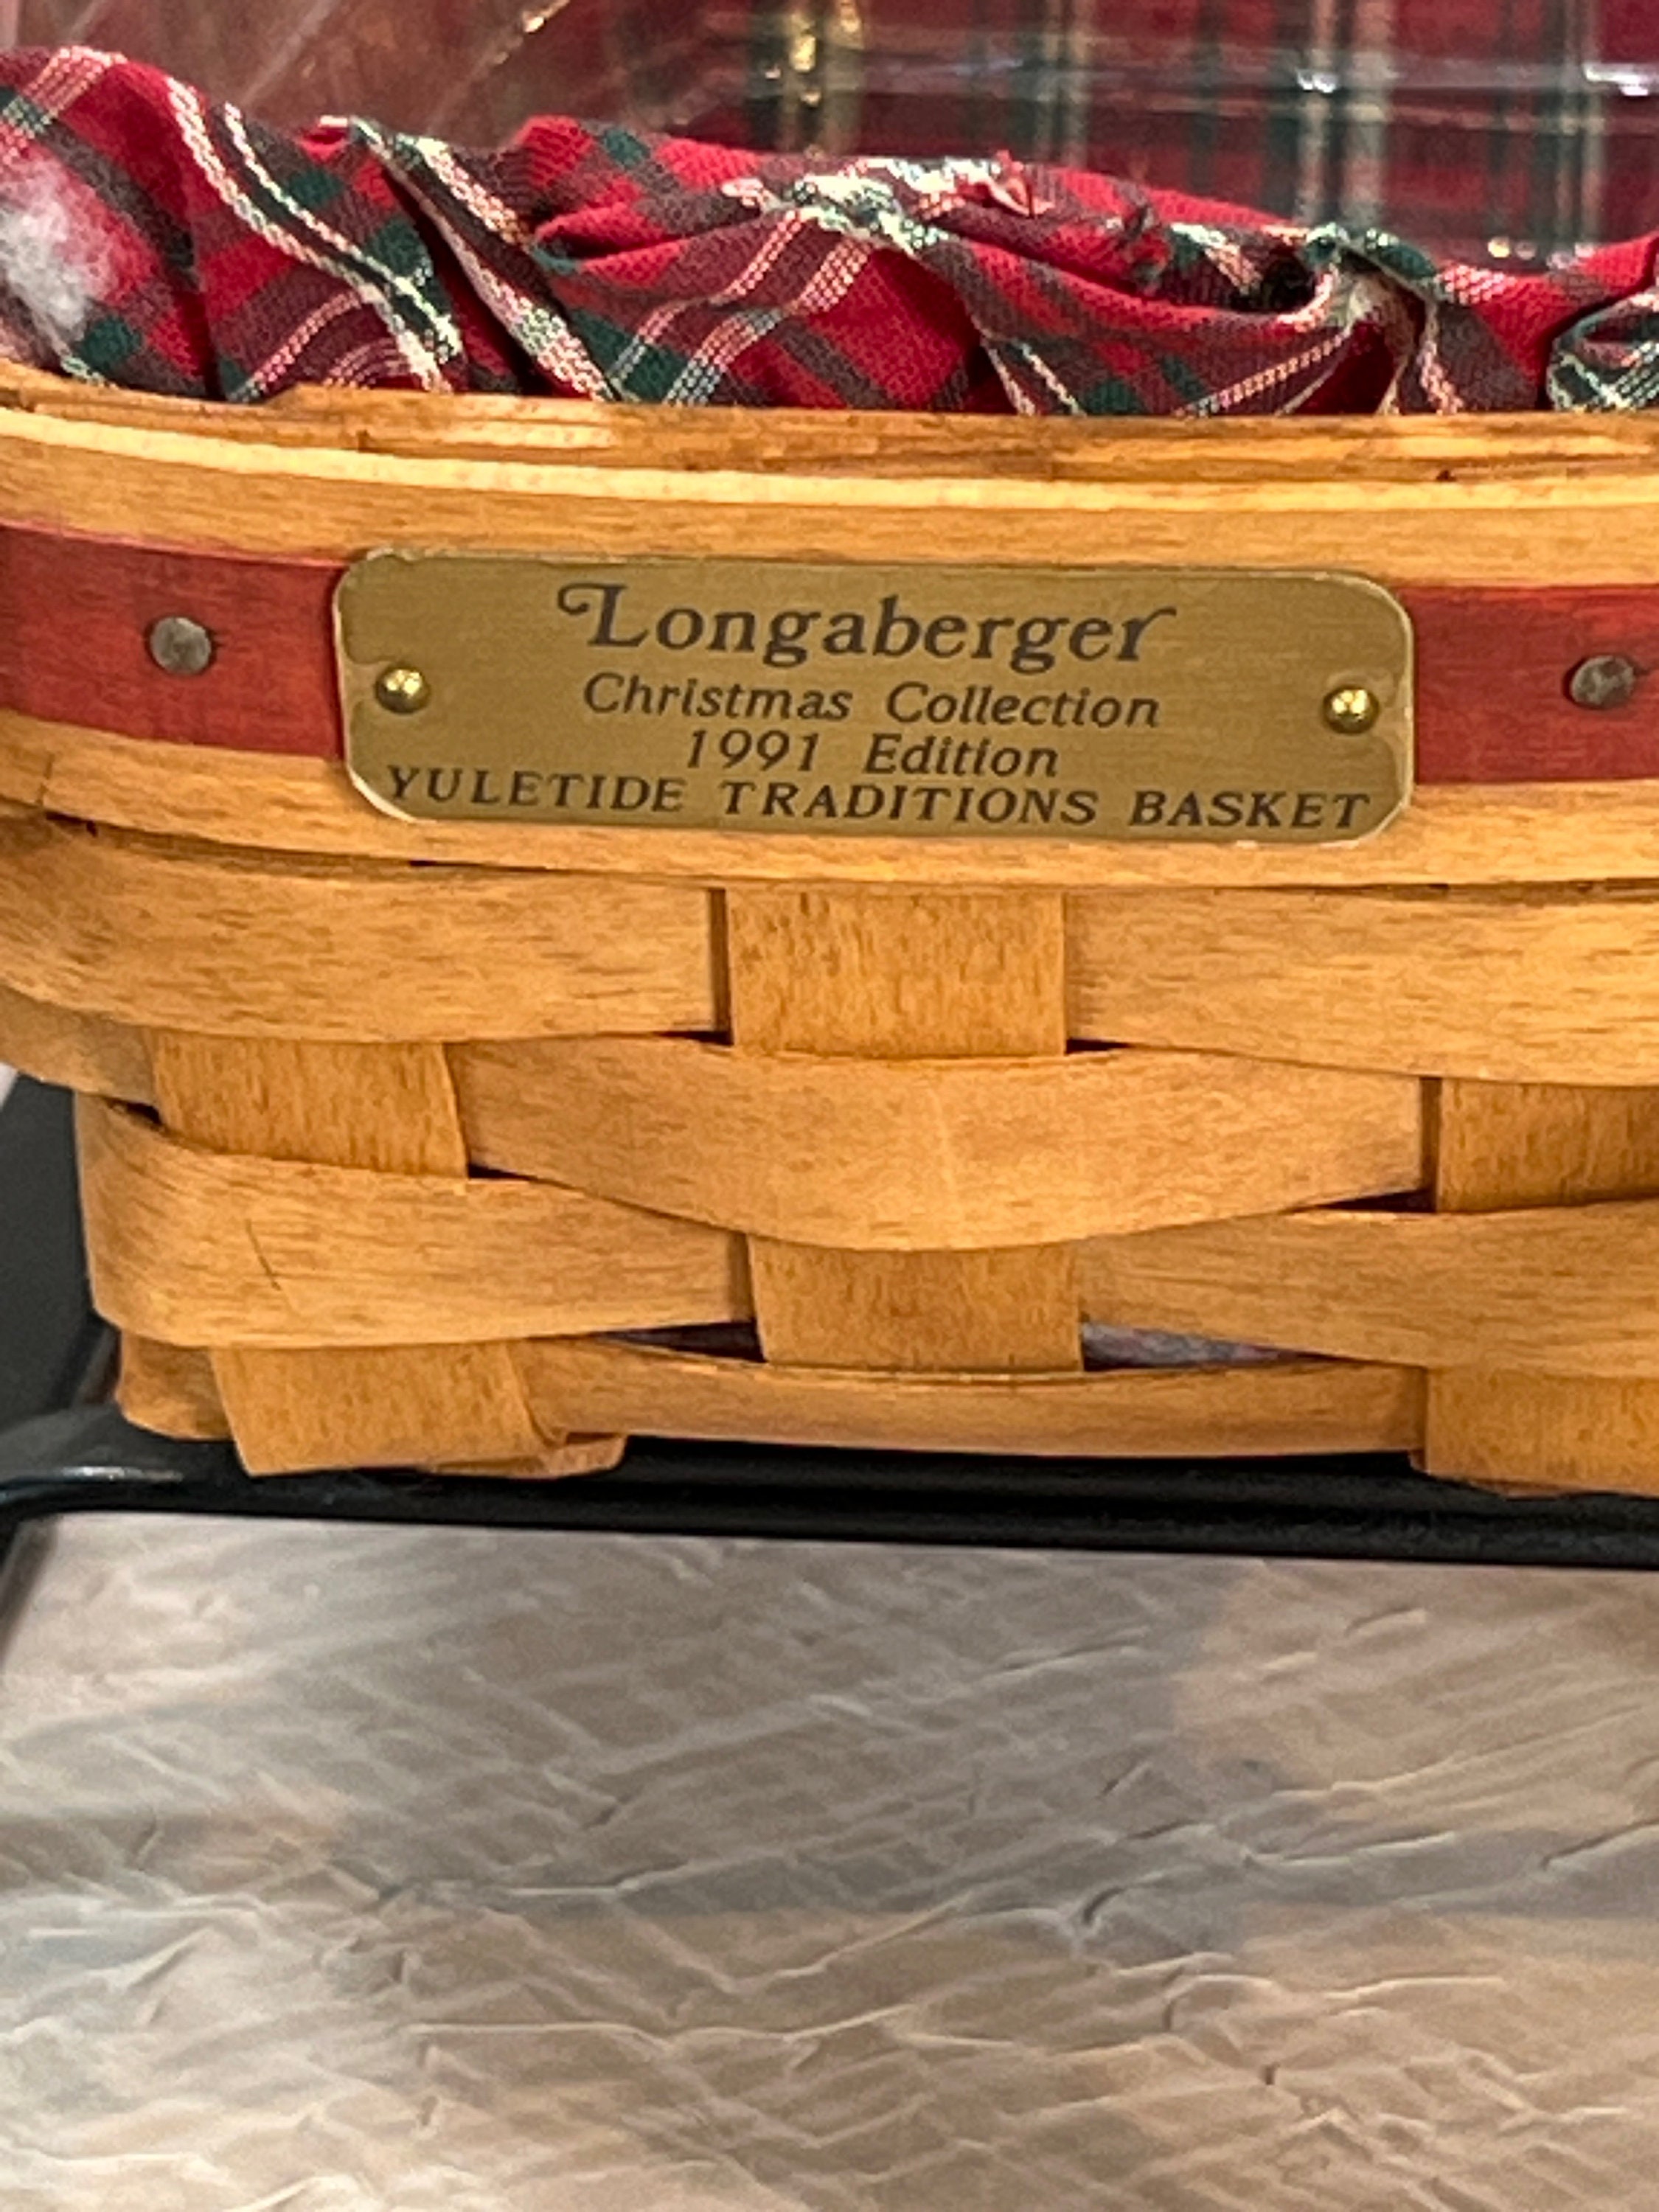 Longaberger
Christmas Collection
1991 Edition
YULETIDE TRADITIONS BASKET